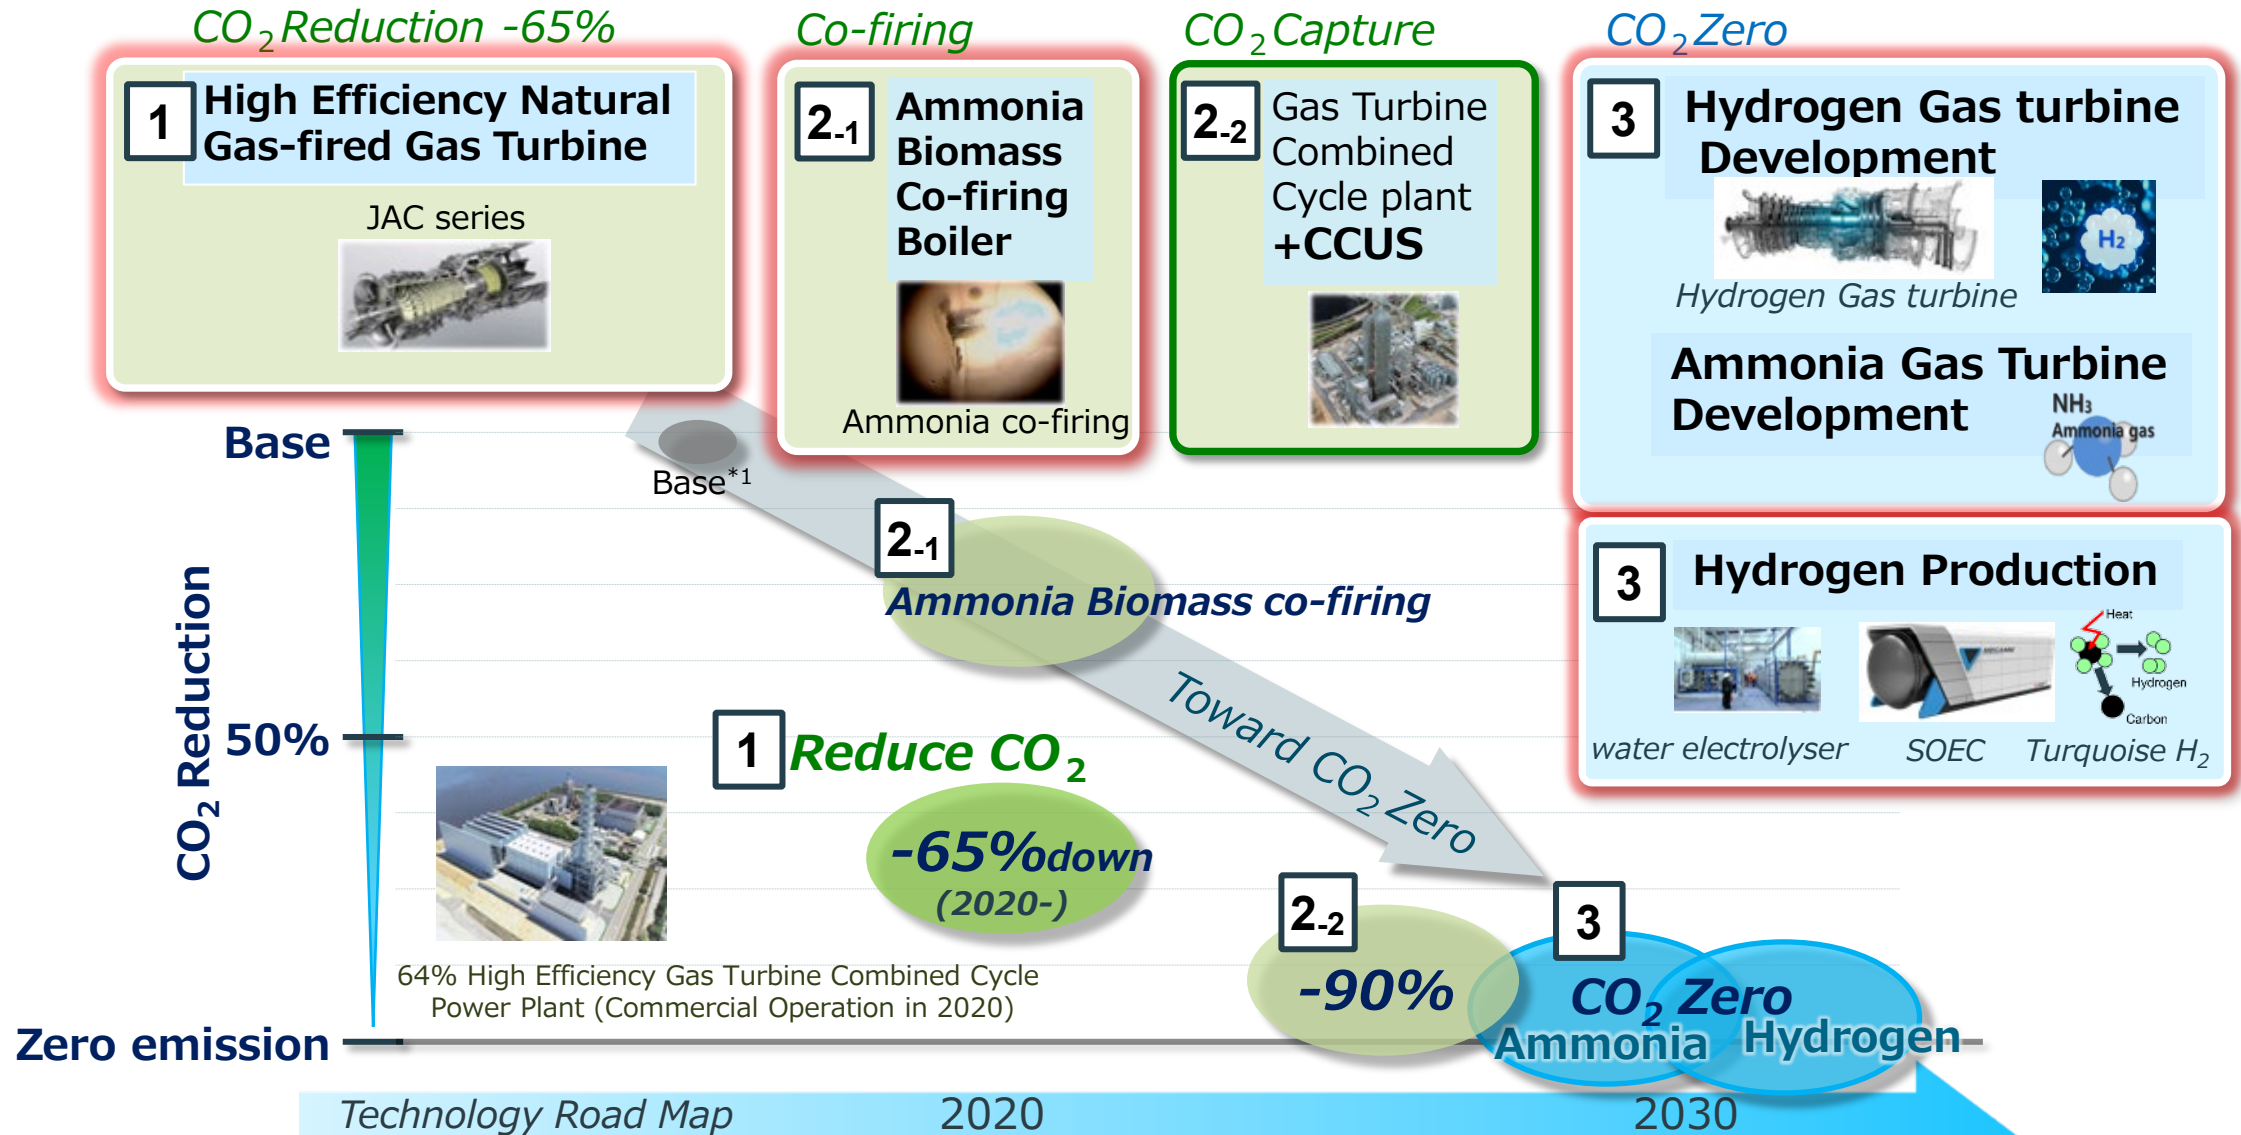 CO2 Reduction -65%
Co-firing
CO2 Capture
CO2 Zero
1
High Efficiency Natural
Gas-fired Gas Turbine
JAC series
2-1
Ammonia
Biomass
Co-firing
Boiler
Ammonia co-firing
2-2
Gas Turbine
Combined
Cycle plant
+CCUS
3
Hydrogen Gas turbine
Development
H2
Hydrogen Gas turbine
Ammonia Gas Turbine
Development
NH3
Ammonia gas
3
Hydrogen Production
Heat
Hydrogen
Carbon
water electrolyser
SOEC
Turquoise H2
CO2 Reduction
Base
50%
Zero emission
Base*1
2-1
Ammonia Biomass co-firing
Toward CO2 Zero
1
Reduce CO2
-65%down
(2020-)
64% High Efficiency Gas Turbine Combined Cycle
Power Plant (Commercial Operation in 2020)
2-2
-90%
3
CO2 Zero
Ammonia
Hydrogen
Technology Road Map
2020
2030